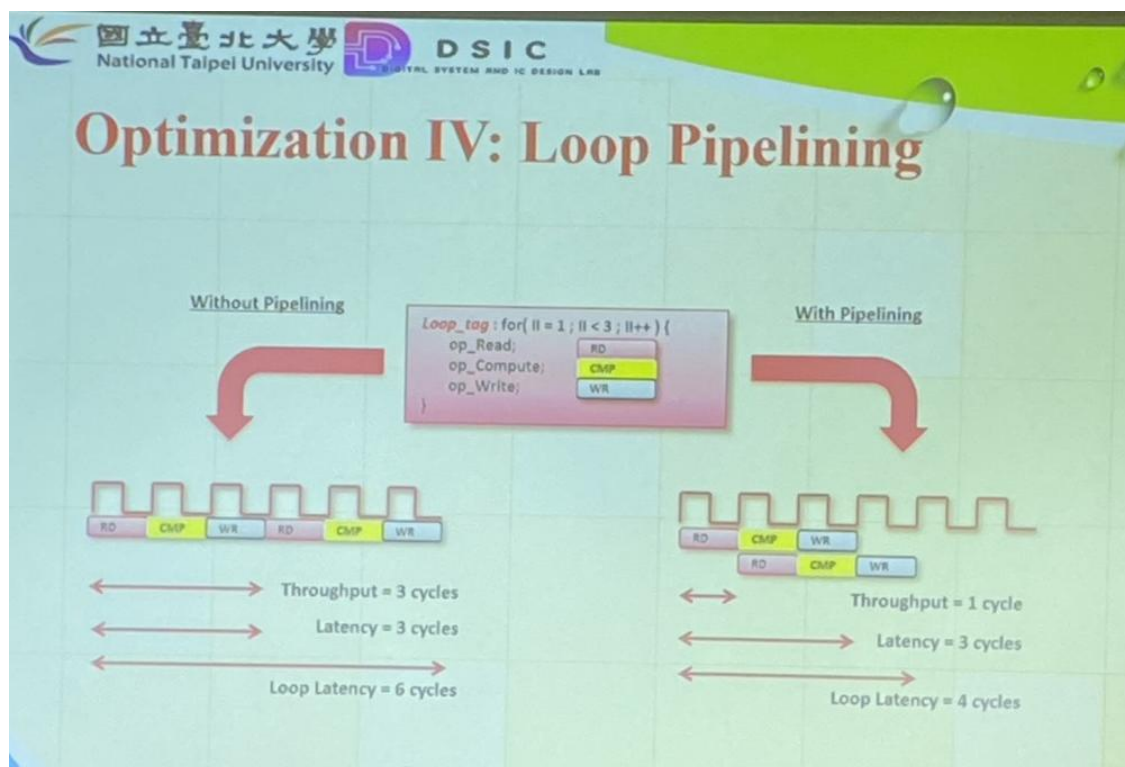 國立臺北大學
National Taipei University
DSIC
DIGITAL SYSTEM AND IC DESIGN LAB
Optimization IV: Loop Pipelining
Without Pipelining
With Pipelining
Loop_tag : for( II = 1 ; II < 3 ; II++ ) {
op_Read; RD
op_Compute; CMP
op_Write; WR
}
RD CMP WR RD CMP WR
Throughput = 3 cycles
Latency = 3 cycles
Loop Latency = 6 cycles
RD CMP WR
RD CMP WR
Throughput = 1 cycle
Latency = 3 cycles
Loop Latency = 4 cycles